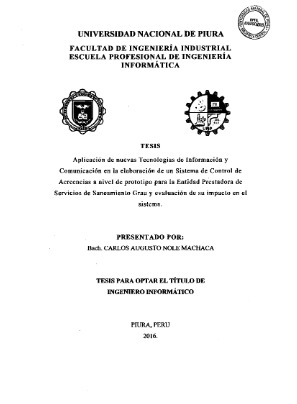 UNIVERSIDAD NACIONAL DE PIURA
FACULTAD DE INGENIERÍA INDUSTRIAL
ESCUELA PROFESIONAL DE INGENIERÍA
INFORMÁTICA
TESIS
Aplicación de nuevas Tecnologías de Información y
Comunicación en la elaboración de un Sistema de Control de
Acreencias a nivel de prototipo para la Entidad Prestadora de
Servicios de Saneamiento Grau y evaluación de su impacto en el
sistema.
PRESENTADO POR:
Bach. CARLOS AUGUSTO NOLE MACHACA
TESIS PARA OPTAR EL TÍTULO DE
INGENIERO INFORMÁTICO
PIURA, PERU
2016.